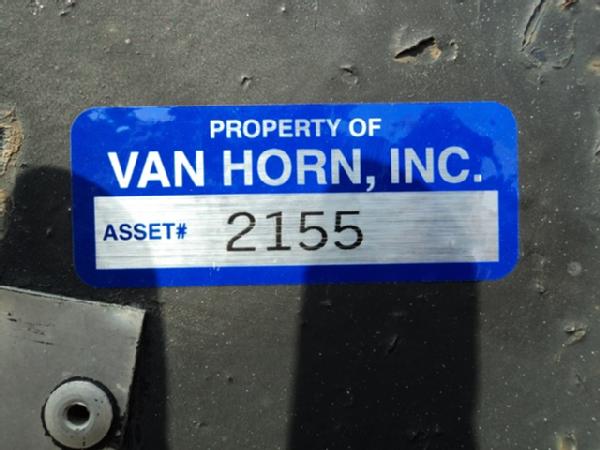 PROPERTY OF
VAN HORN, INC.
ASSET# 2155